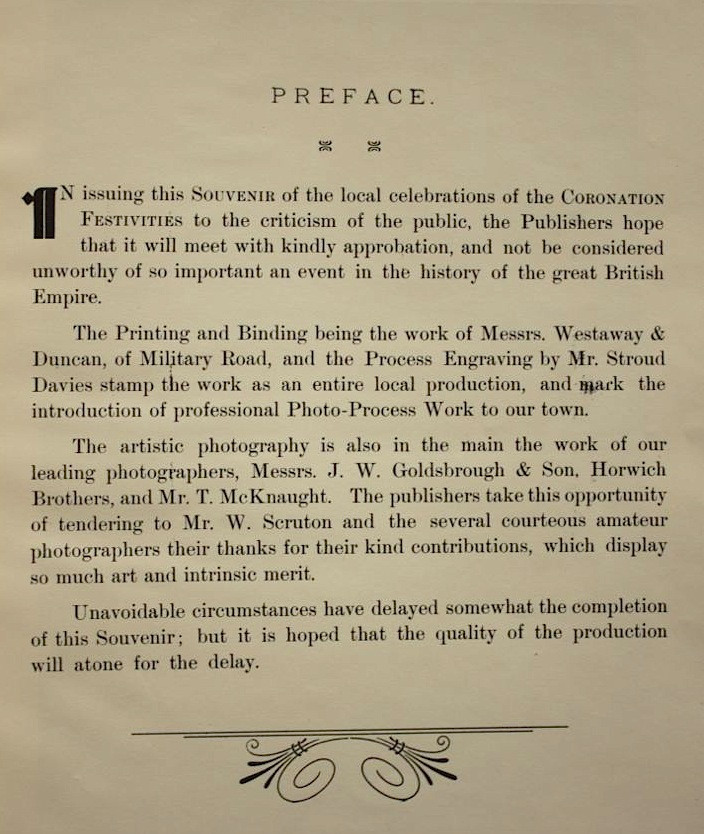 PREFACE.
IN issuing this SOUVENIR of the local celebrations of the CORONATION
FESTIVITIES to the criticism of the public, the Publishers hope
that it will meet with kindly approbation, and not be considered
unworthy of so important an event in the history of the great British
Empire.
The Printing and Binding being the work of Messrs. Westaway &
Duncan, of Military Road, and the Process Engraving by Mr. Stroud
Davies stamp the work as an entire local production, and mark the
introduction of professional Photo-Process Work to our town.
The artistic photography is also in the main the work of our
leading photographers, Messrs. J. W. Goldsbrough & Son, Horwich
Brothers, and Mr. T. McKnaught. The publishers take this opportunity
of tendering to Mr. W. Scruton and the several courteous amateur
photographers their thanks for their kind contributions, which display
so much art and intrinsic merit.
Unavoidable circumstances have delayed somewhat the completion
of this Souvenir; but it is hoped that the quality of the production
will atone for the delay.